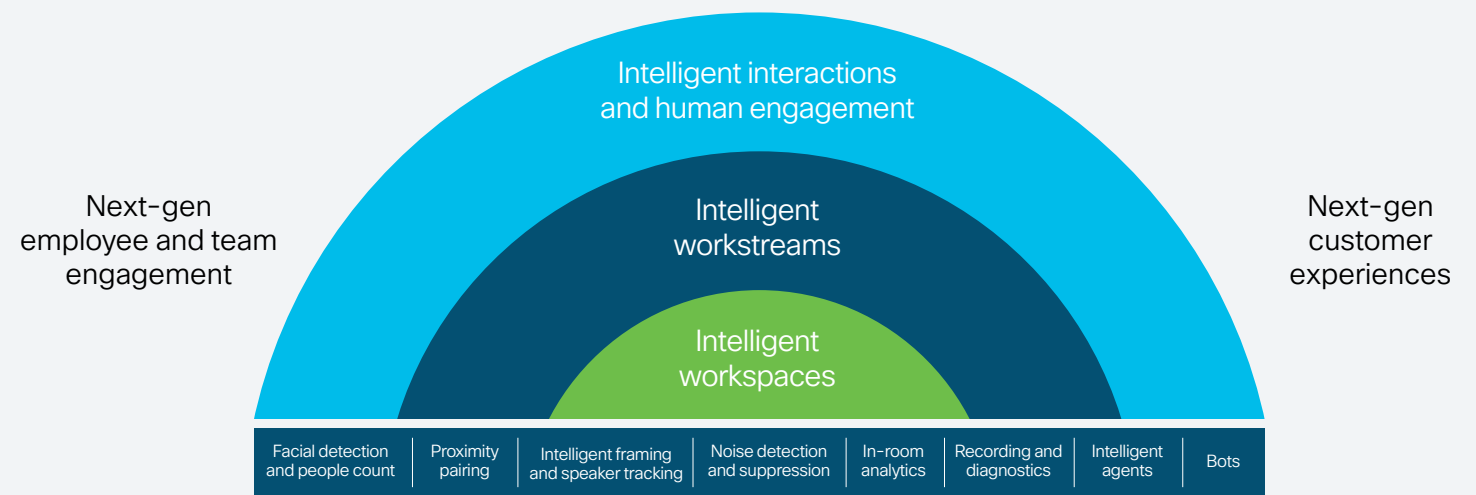 Intelligent interactions
and human engagement
Next-gen
employee and team
engagement
Intelligent
workstreams
Next-gen
customer
experiences
Intelligent
workspaces
Facial detection
and people count
Proximity
pairing
Intelligent framing
and speaker tracking
Noise detection
and suppression
In-room
analytics
Recording and
diagnostics
Intelligent
agents
Bots